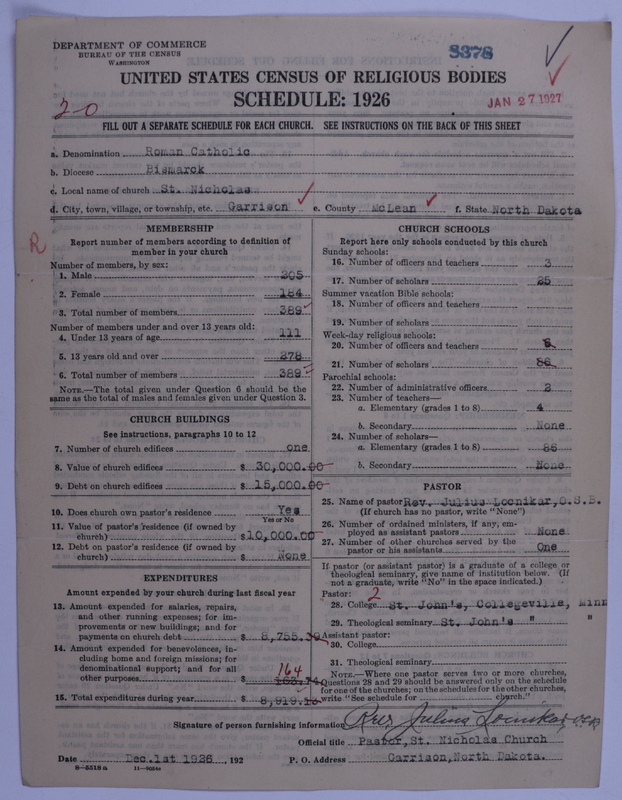 DEPARTMENT OF COMMERCE
BUREAU OF THE CENSUS
WASHINGTON
8378
UNITED STATES CENSUS OF RELIGIOUS BODIES
SCHEDULE: 1926
20
JAN 27 1927
FILL OUT A SEPARATE SCHEDULE FOR EACH CHURCH. SEE INSTRUCTIONS ON THE BACK OF THIS SHEET
a. Denomination Roman Catholic
b. Diocese Bismarck
c. Local name of church St. Nicholas
d. City, town, village, or township, etc. Garrison e. County McLean f. State North Dakota
R
MEMBERSHIP
Report number of members according to definition of
member in your church
Number of members, by sex:
1. Male 205
2. Female 184
3. Total number of members 389
Number of members under and over 13 years old:
4. Under 13 years of age 111
5. 13 years old and over 278
6. Total number of members 389
NOTE.—The total given under Question 6 should be the
same as the total of males and females given under Question 3.
CHURCH BUILDINGS
See instructions, paragraphs 10 to 12
7. Number of church edifices one
8. Value of church edifices $ 30,000.00
9. Debt on church edifices $ 15,000.00
10. Does church own pastor's residence Yes
Yes or No
11. Value of pastor's residence (if owned by
church) $10,000.00
12. Debt on pastor's residence (if owned by
church) $ None
EXPENDITURES
Amount expended by your church during last fiscal year
13. Amount expended for salaries, repairs,
and other running expenses; for im-
provements or new buildings; and for
payments on church debt $ 8,755.
14. Amount expended for benevolences, in-
cluding home and foreign missions; for
denominational support; and for all
other purposes $ 164
15. Total expenditures during year $ 8,919.
CHURCH SCHOOLS
Report here only schools conducted by this church
Sunday schools:
16. Number of officers and teachers 3
17. Number of scholars 25
Summer vacation Bible schools:
18. Number of officers and teachers
19. Number of scholars
Week-day religious schools:
20. Number of officers and teachers
21. Number of scholars 86
Parochial schools:
22. Number of administrative officers 2
23. Number of teachers—
a. Elementary (grades 1 to 8) 4
b. Secondary None
24. Number of scholars—
a. Elementary (grades 1 to 8) 86
b. Secondary None
PASTOR
25. Name of pastor Rev. Julius Locnikar, O.S.B.
(If church has no pastor, write "None")
26. Number of ordained ministers, if any, em-
ployed as assistant pastors None
27. Number of other churches served by the
pastor or his assistants One
If pastor (or assistant pastor) is a graduate of a college or
theological seminary, give name of institution below. (If
not a graduate, write "No" in the space indicated.)
Pastor: 2
28. College St. John's, Collegeville, Minn
29. Theological seminary St. John's " "
Assistant pastor:
30. College
31. Theological seminary
NOTE.—Where one pastor serves two or more churches,
Questions 28 and 29 should be answered only on the schedule
for one of the churches; on the schedules for the other churches,
write "See schedule for church."
Signature of person furnishing information Rev Julius Locnikar O.S.B.
Official title Pastor, St. Nicholas Church
Date Dec. 1st 1926 , 192 P. O. Address Garrison, North Dakota.
8—5518 a 11—9034a